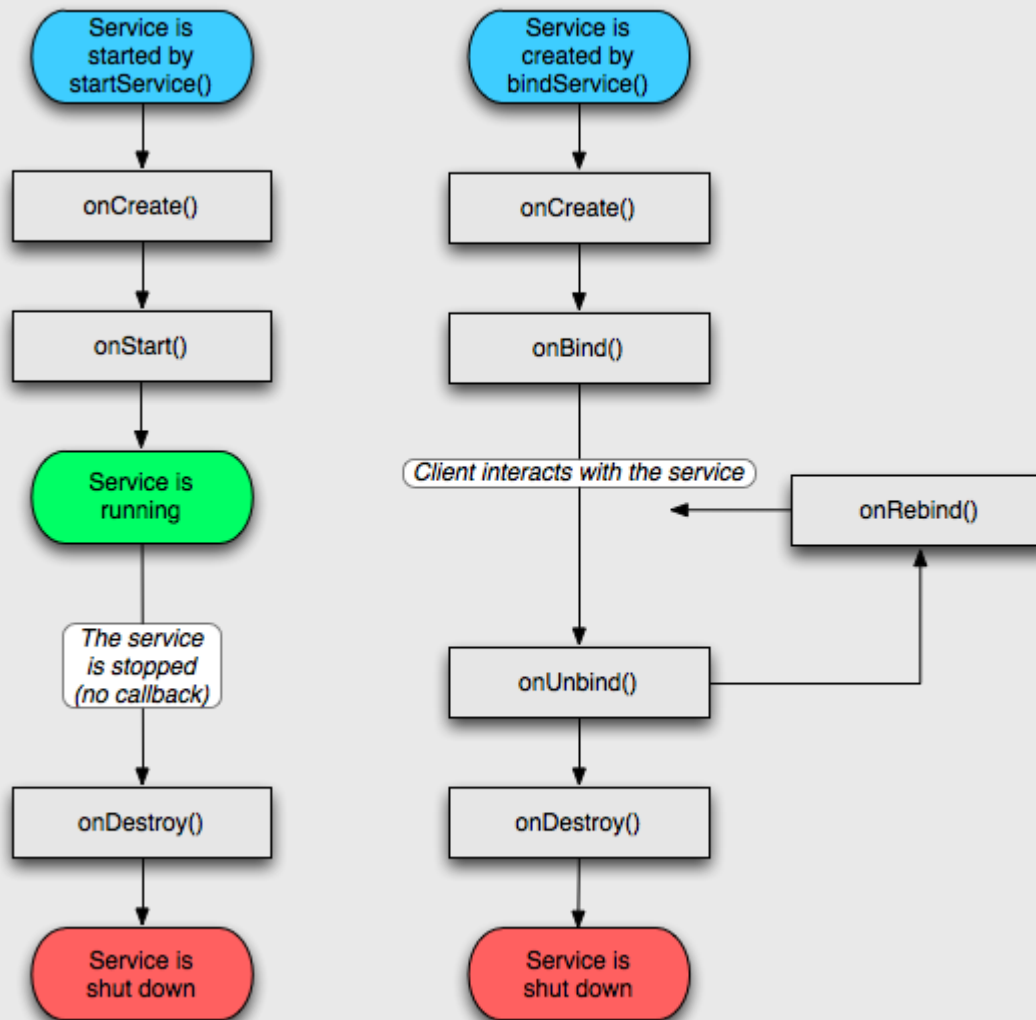 Service is
started by
startService()
onCreate()
onStart()
Service is
running
The service
is stopped
(no callback)
onDestroy()
Service is
shut down
Service is
created by
bindService()
onCreate()
onBind()
Client interacts with the service
onRebind()
onUnbind()
onDestroy()
Service is
shut down